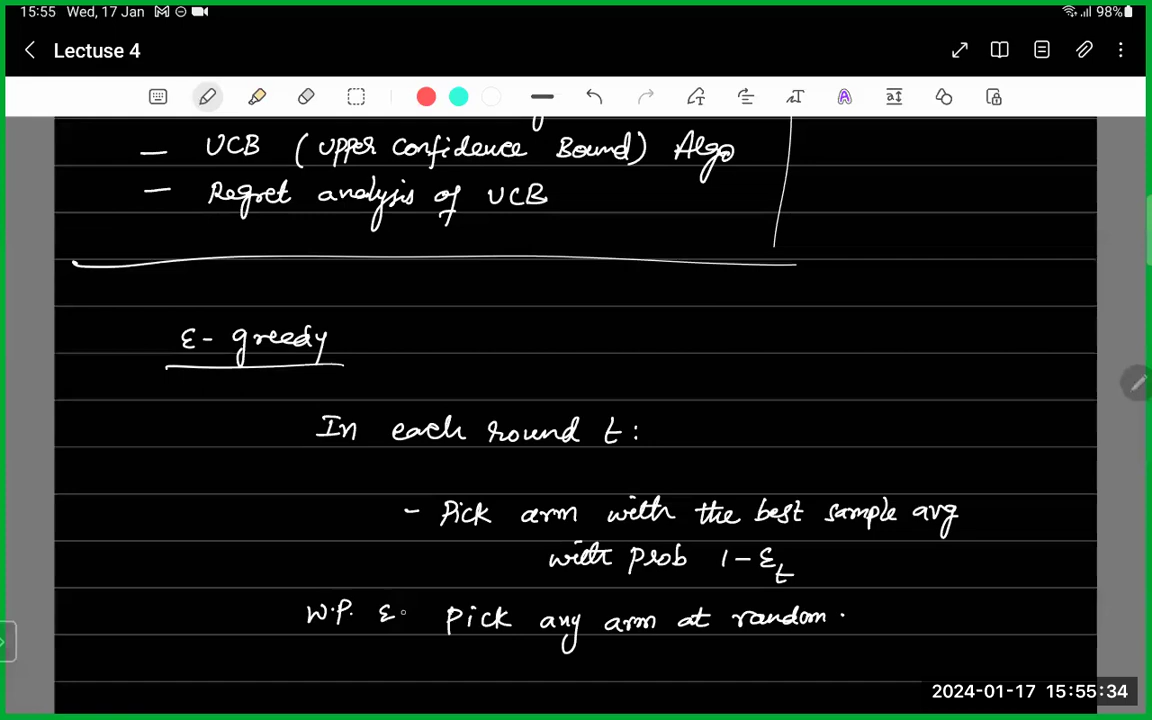 15:55 Wed, 17 Jan
98%
Lectuse 4
— UCB (Upper Confidence Bound) Algo
— Regret analysis of UCB
ε- greedy
In each round t:
- Pick arm with the best sample avg
with prob 1-ε_t
W.P. ε. pick any arm at random.
2024-01-17 15:55:34